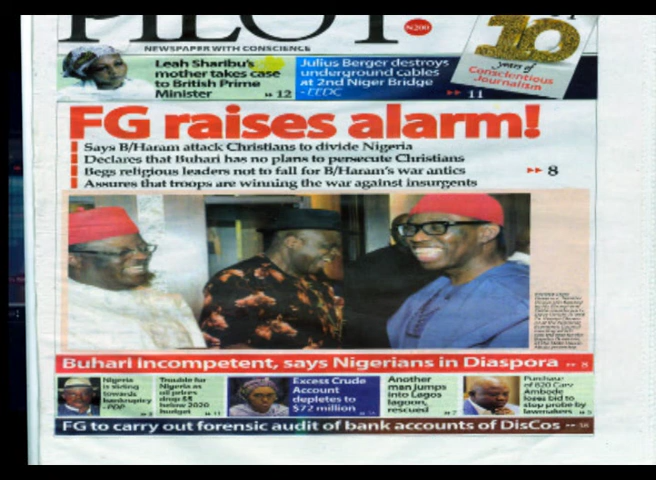 PILOT
₦200
NEWSPAPER WITH CONSCIENCE
10
years of
Conscientious
Journalism
Leah Sharibu's
mother takes case
to British Prime
Minister
12
Julius Berger destroys
underground cables
at 2nd Niger Bridge
- EEDC
11
FG raises alarm!
Says B/Haram attack Christians to divide Nigeria
Declares that Buhari has no plans to persecute Christians
Begs religious leaders not to fall for B/Haram's war antics
8
Assures that troops are winning the war against insurgents
Buhari incompetent, says Nigerians in Diaspora
8
Nigeria
is sliding
towards
bankruptcy
- PDP
Trouble for
Nigeria as
oil prices
drop $5
below 2020
budget
11
Excess Crude
Account
depletes to
$72 million
Another
man jumps
into Lagos
lagoon,
rescued
Purchase
of 820 Cars:
Ambode
loses bid to
stop probe by
lawmakers
FG to carry out forensic audit of bank accounts of DisCos